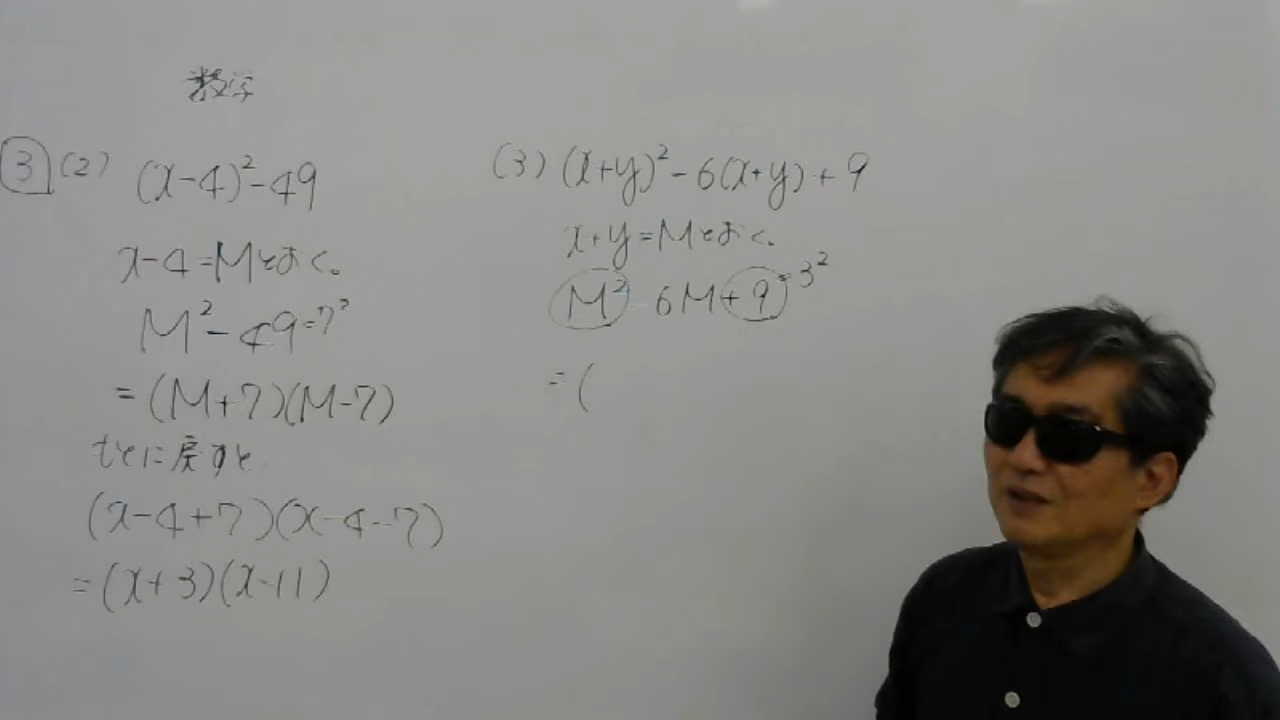 数学
3 (2) (x-4)²-49
x-4=Mとおく。
M²-49=7²
=(M+7)(M-7)
もとに戻すと
(x-4+7)(x-4-7)
=(x+3)(x-11)
(3) (x+y)²-6(x+y)+9
x+y=Mとおく。
M²-6M+9=3²
=(